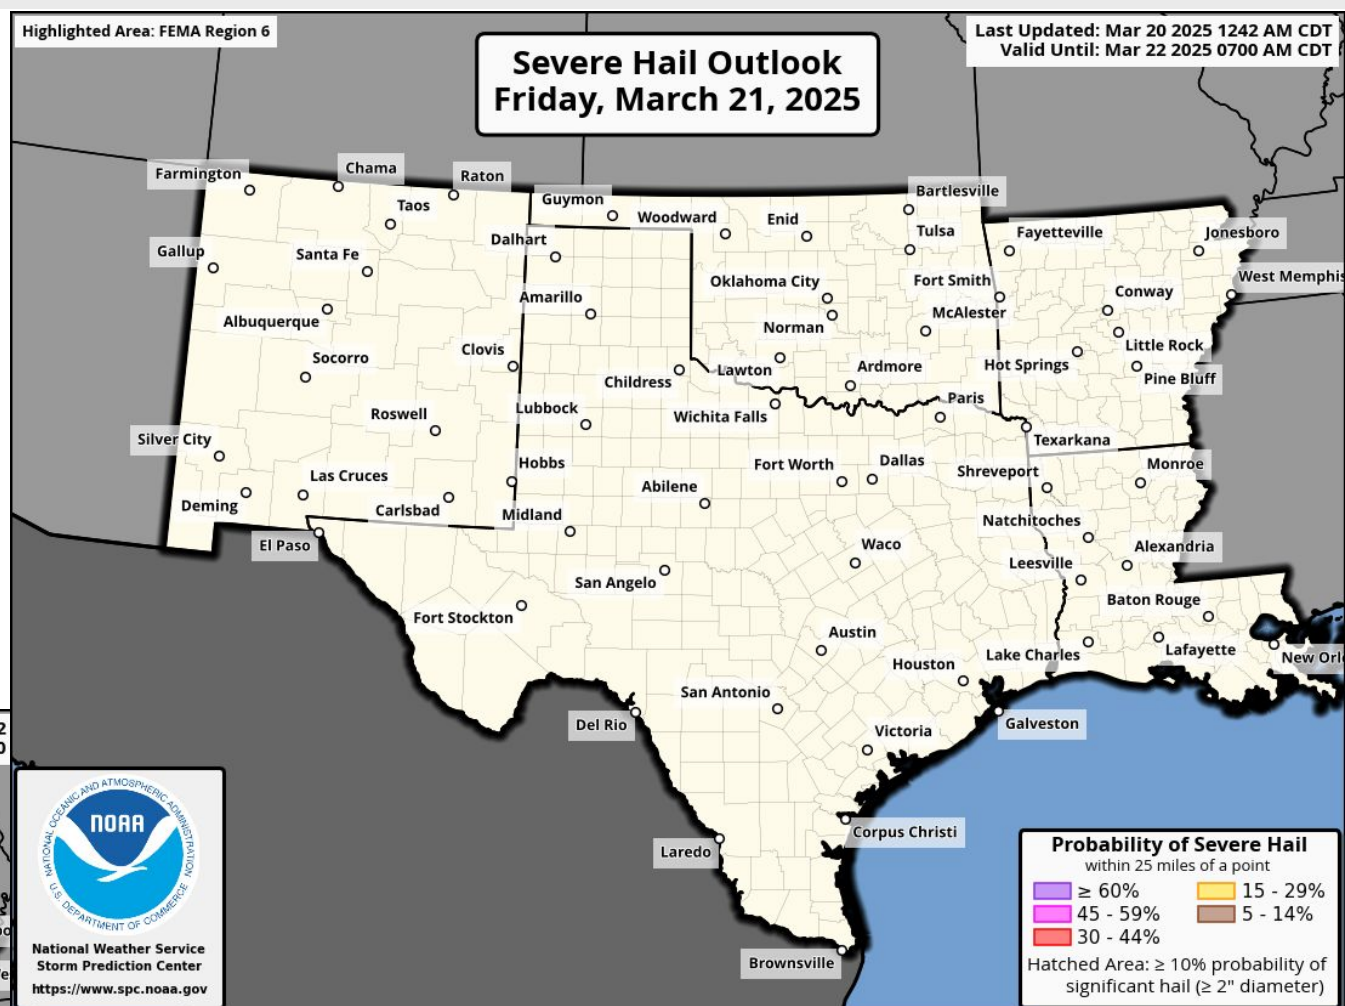 Highlighted Area: FEMA Region 6
Severe Hail Outlook
Friday, March 21, 2025
Last Updated: Mar 20 2025 1242 AM CDT
Valid Until: Mar 22 2025 0700 AM CDT
Farmington
Chama
Raton
Taos
Guymon
Woodward
Enid
Bartlesville
Tulsa
Fayetteville
Jonesboro
Gallup
Santa Fe
Dalhart
Oklahoma City
Fort Smith
West Memphis
Albuquerque
Amarillo
Norman
McAlester
Conway
Little Rock
Socorro
Clovis
Childress
Lawton
Ardmore
Hot Springs
Pine Bluff
Roswell
Lubbock
Wichita Falls
Paris
Texarkana
Silver City
Las Cruces
Hobbs
Abilene
Fort Worth
Dallas
Shreveport
Monroe
Deming
Carlsbad
Midland
Natchitoches
El Paso
San Angelo
Waco
Leesville
Alexandria
Fort Stockton
Austin
Baton Rouge
Houston
Lake Charles
Lafayette
New Orl
Del Rio
San Antonio
Victoria
Galveston
Laredo
Corpus Christi
Brownsville
2
0
NATIONAL OCEANIC AND ATMOSPHERIC ADMINISTRATION
NOAA
U.S. DEPARTMENT OF COMMERCE
National Weather Service
Storm Prediction Center
https://www.spc.noaa.gov
Probability of Severe Hail
within 25 miles of a point
≥ 60%
15 - 29%
45 - 59%
5 - 14%
30 - 44%
Hatched Area: ≥ 10% probability of
significant hail (≥ 2" diameter)